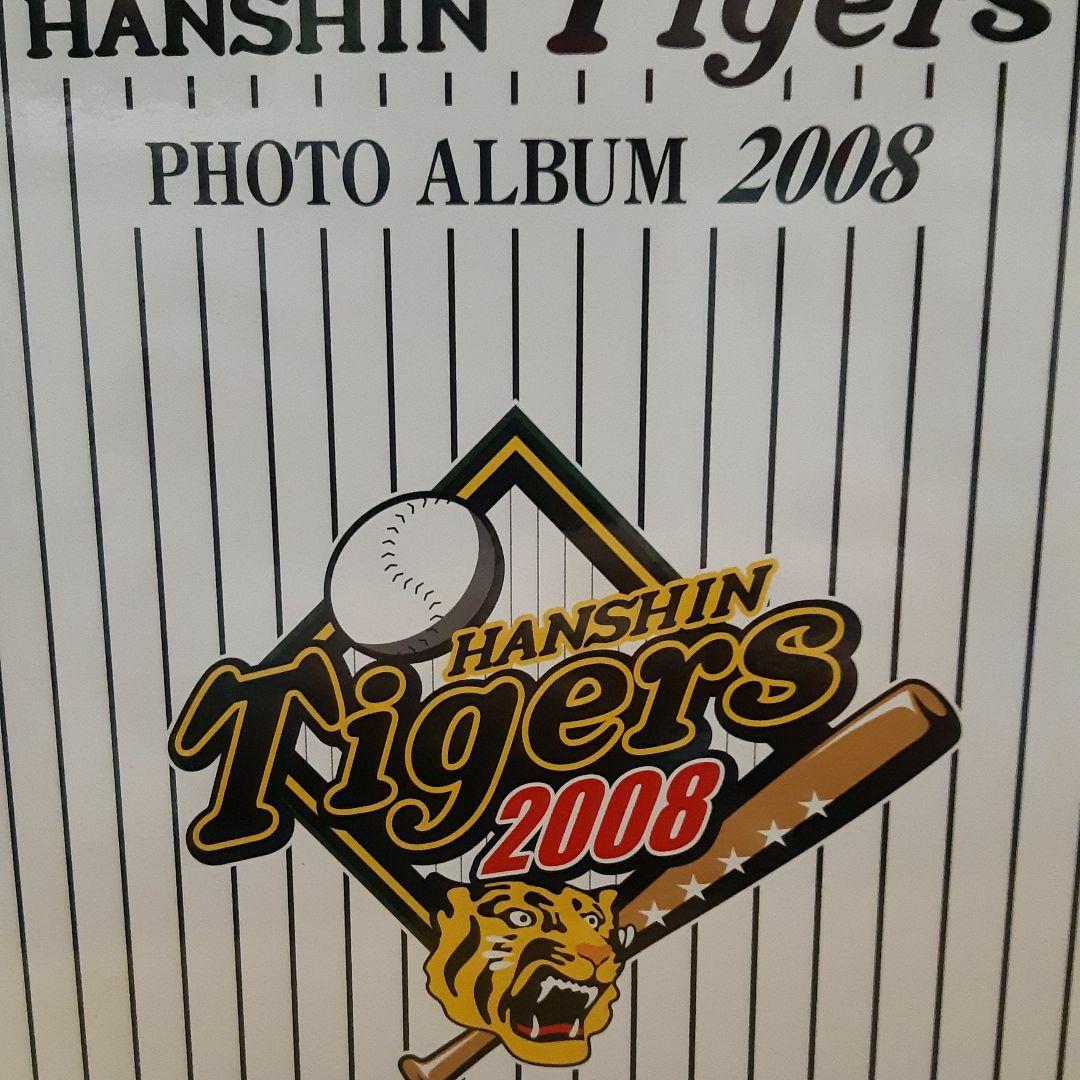 HANSHIN Tigers
PHOTO ALBUM 2008
HANSHIN
Tigers
2008